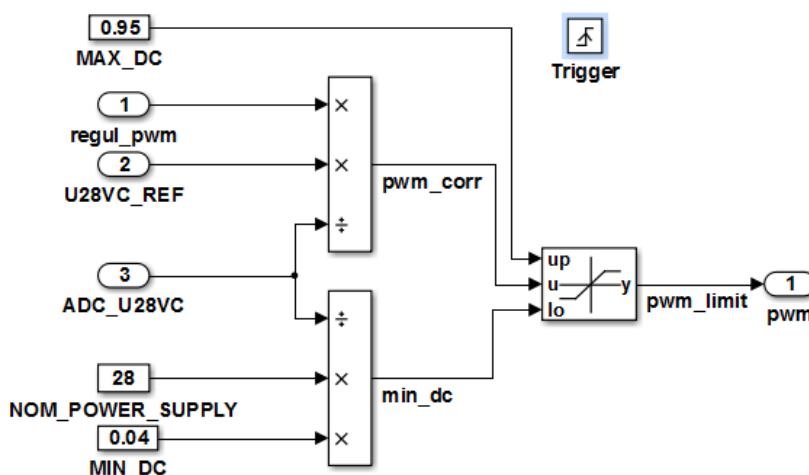 0.95
MAX_DC
Trigger
1
regul_pwm
×
2
U28VC_REF
×
pwm_corr
÷
3
ADC_U28VC
up
u
y
lo
pwm_limit
1
pwm
÷
28
NOM_POWER_SUPPLY
×
min_dc
0.04
MIN_DC
×